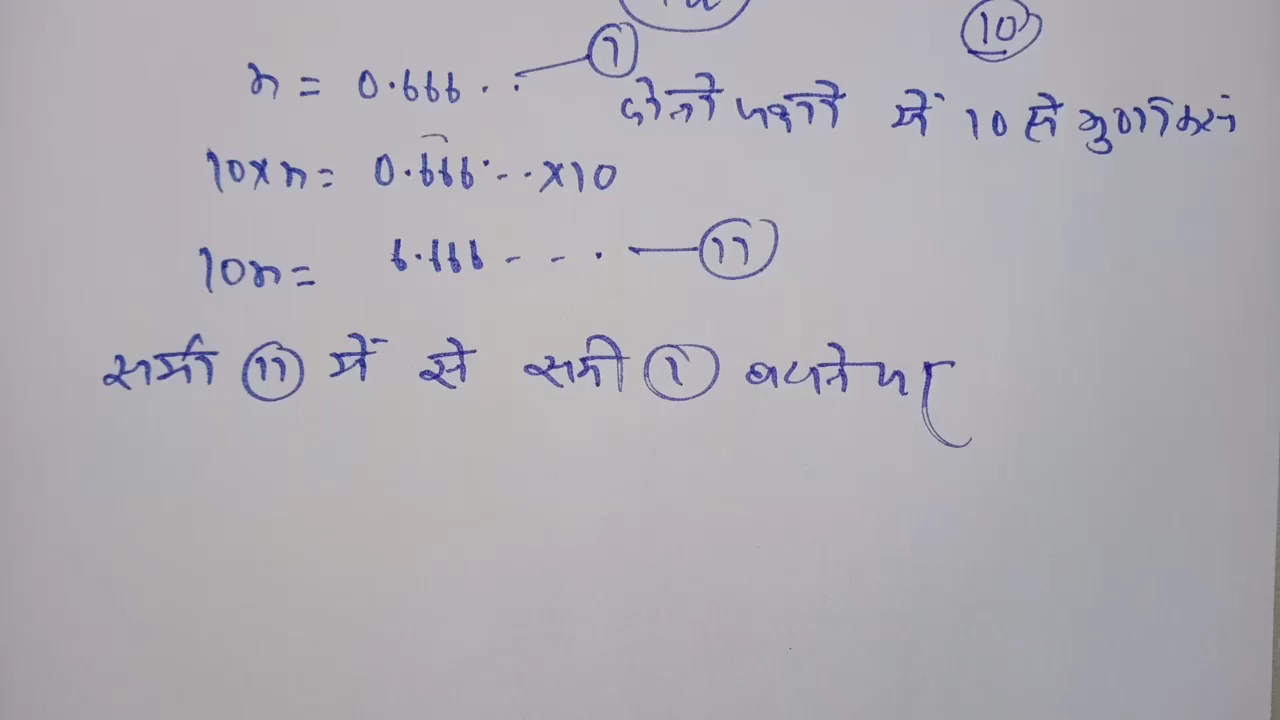 10
x = 0.666.. — (i)
दोनो पक्षों में 10 से गुणा करने
10×x = 0.666...×10
10x = 6.666 - - . — (ii)
समी (ii) में से समी (i) घटाने पर